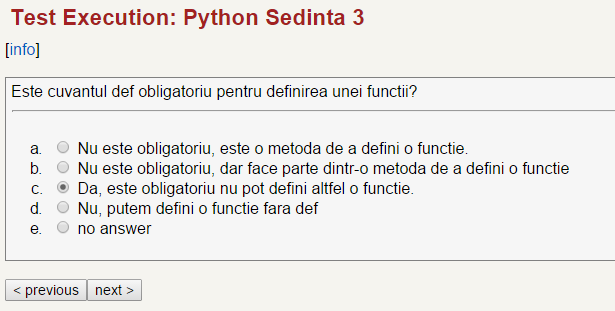 Test Execution: Python Sedinta 3
[info]
Este cuvantul def obligatoriu pentru definirea unei functii?
a. Nu este obligatoriu, este o metoda de a defini o functie.
b. Nu este obligatoriu, dar face parte dintr-o metoda de a defini o functie
c. Da, este obligatoriu nu pot defini altfel o functie.
d. Nu, putem defini o functie fara def
e. no answer
< previous next >